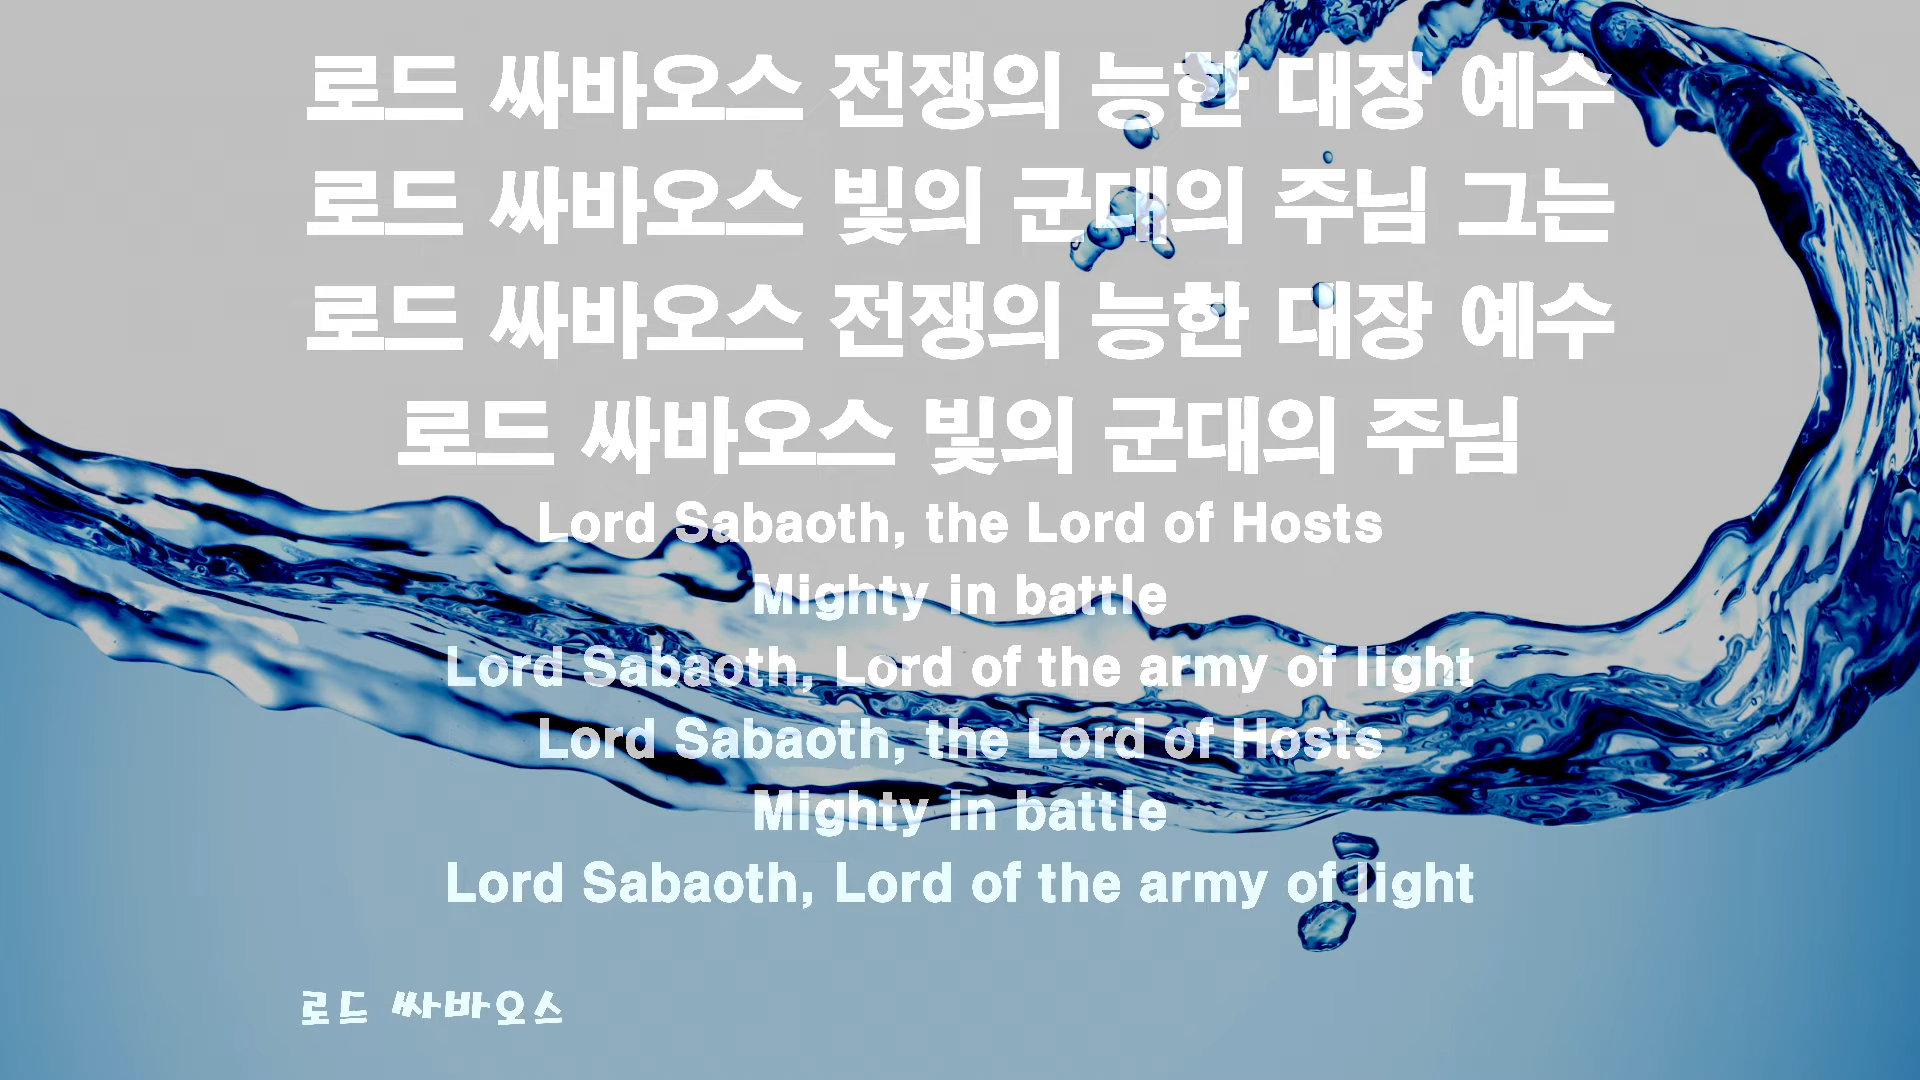 로드 싸바오스 전쟁의 능한 대장 예수
로드 싸바오스 빛의 군대의 주님 그는
로드 싸바오스 전쟁의 능한 대장 예수
로드 싸바오스 빛의 군대의 주님
Lord Sabaoth, the Lord of Hosts
Mighty in battle
Lord Sabaoth, Lord of the army of light
Lord Sabaoth, the Lord of Hosts
Mighty in battle
Lord Sabaoth, Lord of the army of light
로드 싸바오스